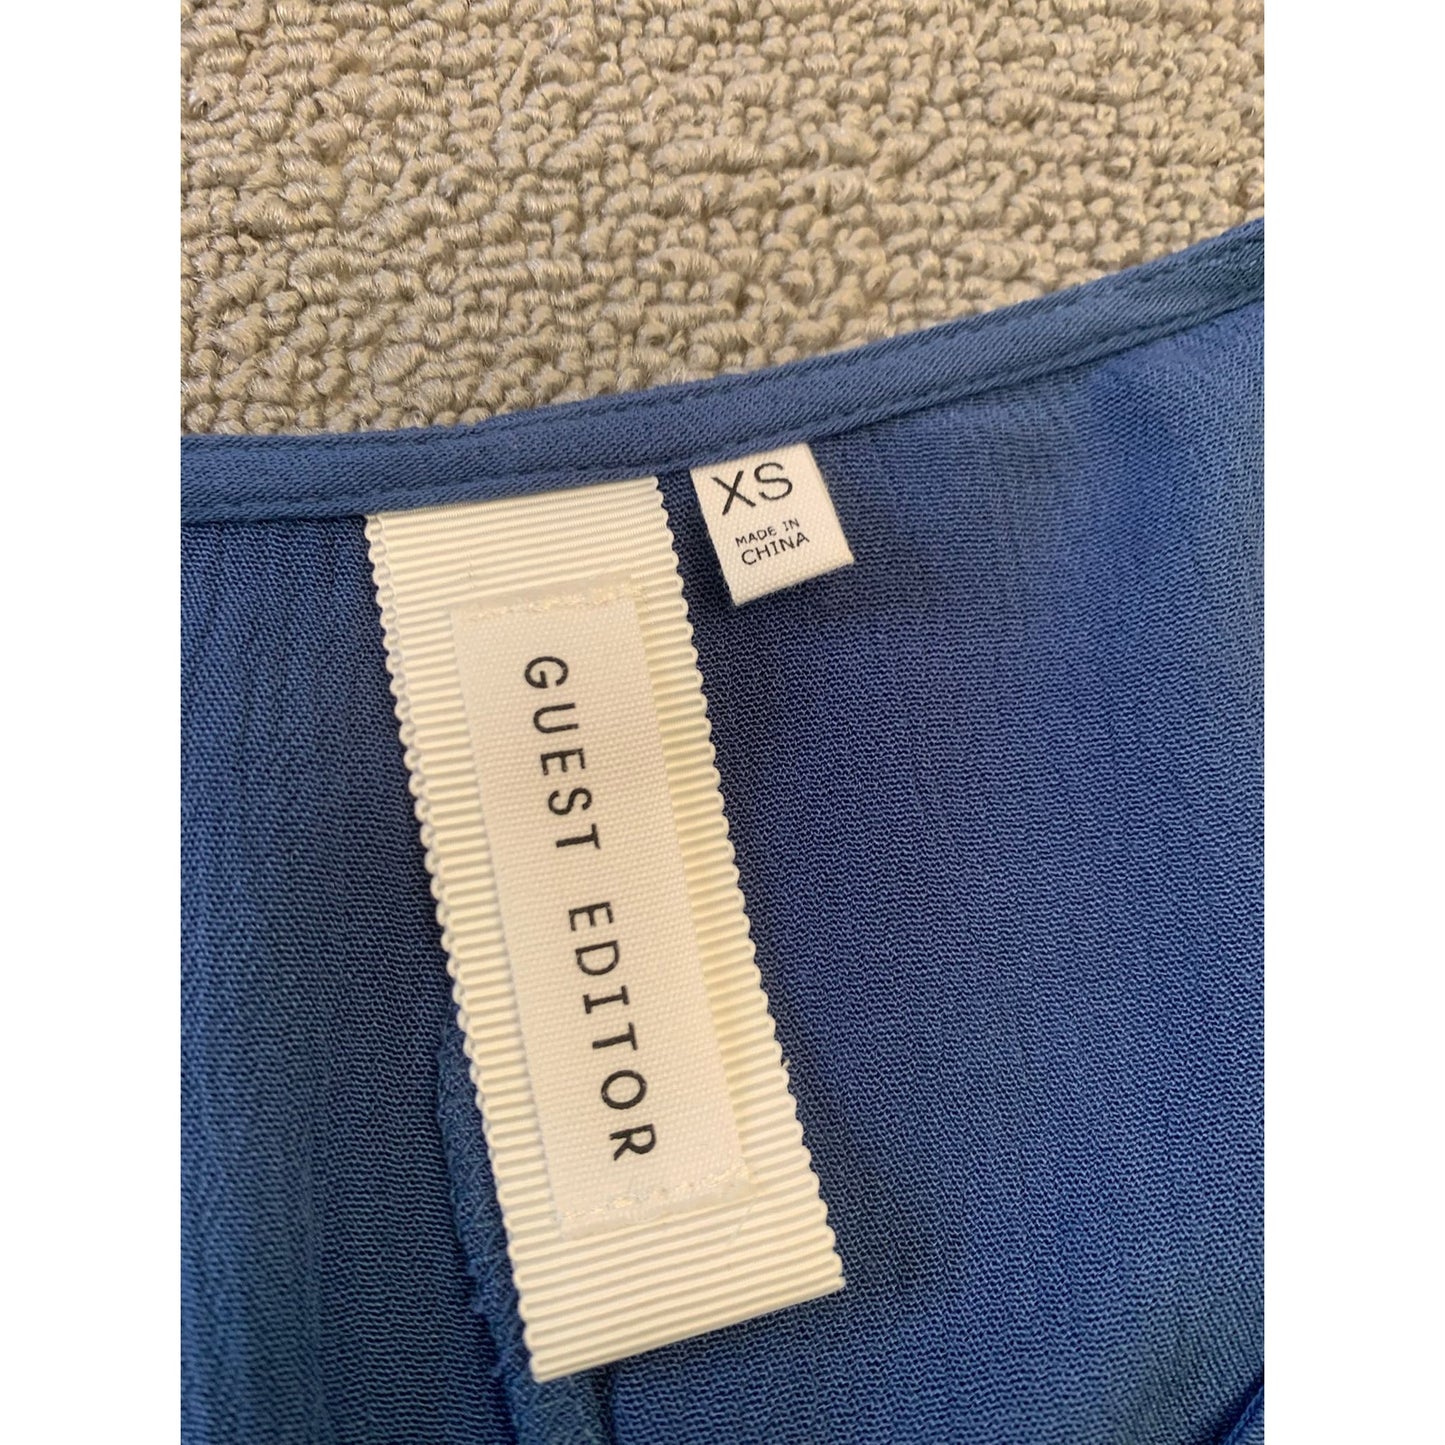 XS
MADE IN
CHINA
GUEST EDITOR